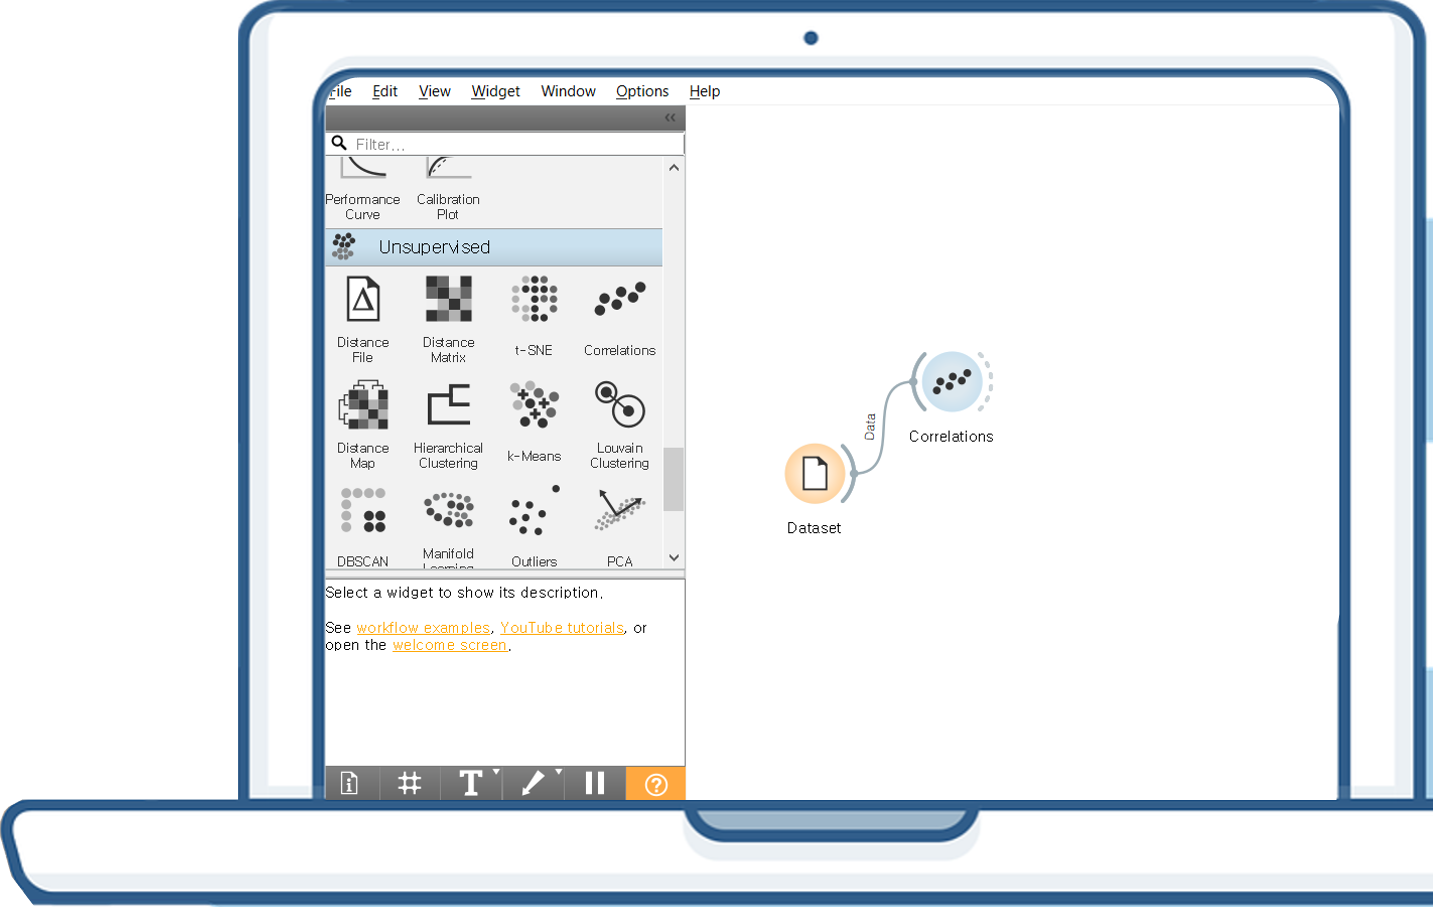 File Edit View Widget Window Options Help
Filter...
Performance Curve
Calibration Plot
Unsupervised
Distance File
Distance Matrix
t-SNE
Correlations
Distance Map
Hierarchical Clustering
k-Means
Louvain Clustering
DBSCAN
Manifold Learning
Outliers
PCA
Select a widget to show its description.
See workflow examples, YouTube tutorials, or
open the welcome screen.
Data
Correlations
Dataset